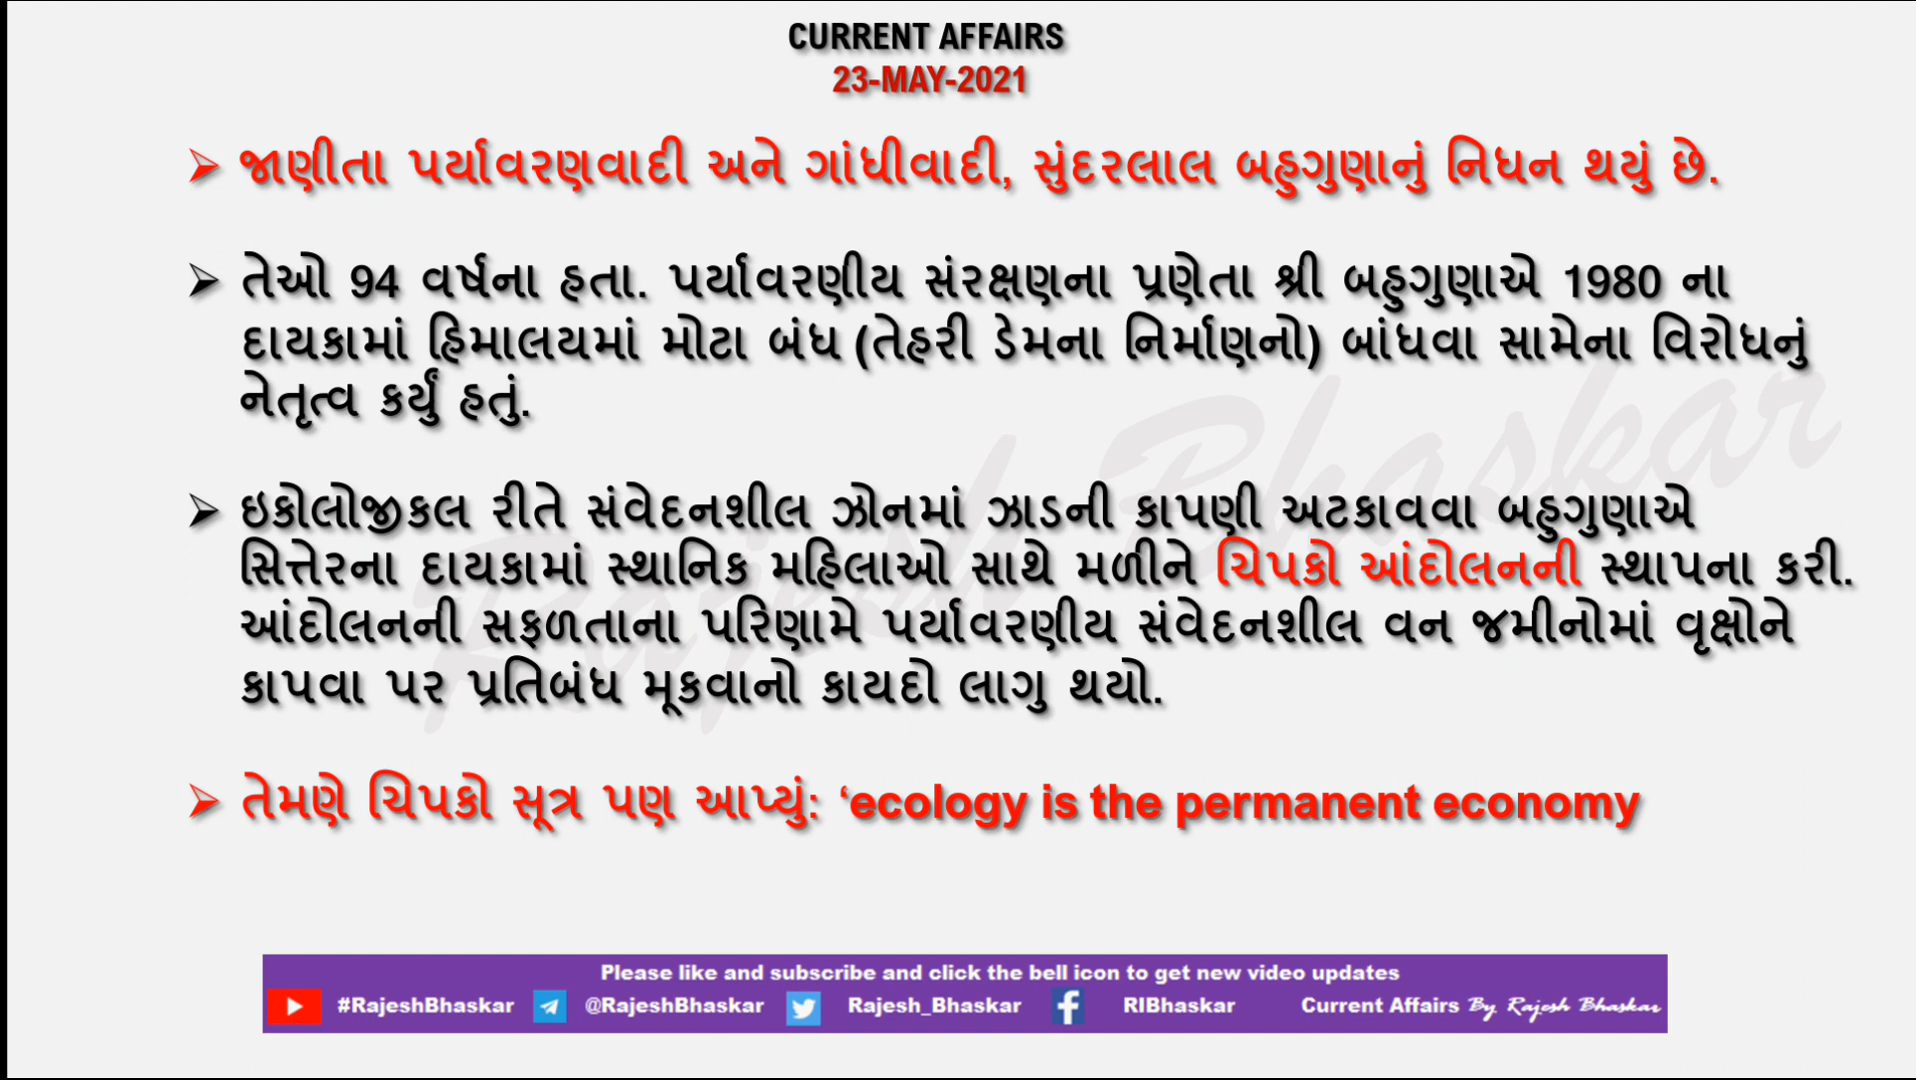 CURRENT AFFAIRS
23-MAY-2021
➢ જાણીતા પર્યાવરણવાદી અને ગાંધીવાદી, સુંદરલાલ બહુગુણાનું નિધન થયું છે.
➢ તેઓ 94 વર્ષના હતા. પર્યાવરણીય સંરક્ષણના પ્રણેતા શ્રી બહુગુણાએ 1980 ના
દાયકામાં હિમાલયમાં મોટા બંધ (તેહરી ડેમના નિર્માણનો) બાંધવા સામેના વિરોધનું
નેતૃત્વ કર્યું હતું.
➢ ઇકોલોજીકલ રીતે સંવેદનશીલ ઝોનમાં ઝાડની કાપણી અટકાવવા બહુગુણાએ
સિત્તેરના દાયકામાં સ્થાનિક મહિલાઓ સાથે મળીને ચિપકો આંદોલનની સ્થાપના કરી.
આંદોલનની સફળતાના પરિણામે પર્યાવરણીય સંવેદનશીલ વન જમીનોમાં વૃક્ષોને
કાપવા પર પ્રતિબંધ મૂકવાનો કાયદો લાગુ થયો.
➢ તેમણે ચિપકો સૂત્ર પણ આપ્યું: ‘ecology is the permanent economy
Rajesh Bhaskar
Please like and subscribe and click the bell icon to get new video updates
#RajeshBhaskar @RajeshBhaskar Rajesh_Bhaskar RIBhaskar Current Affairs By Rajesh Bhaskar